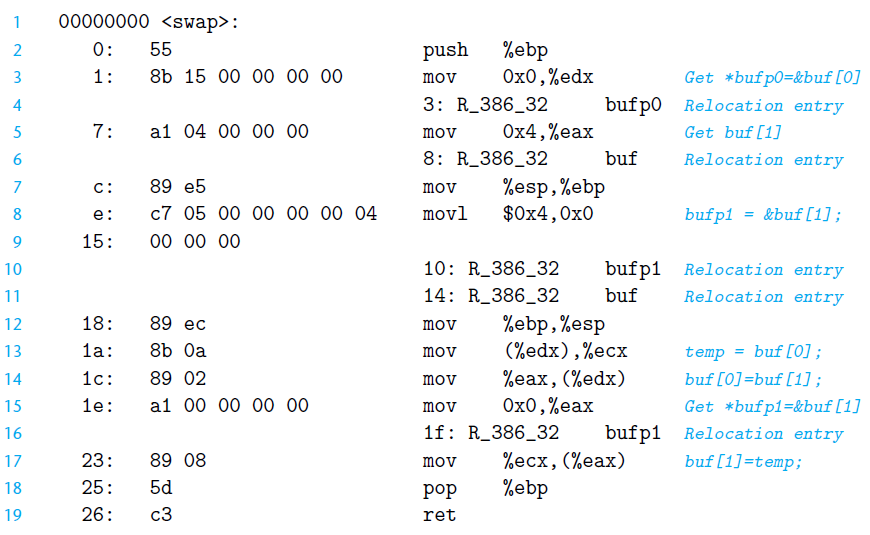 1 00000000 <swap>:
2 0: 55 push %ebp
3 1: 8b 15 00 00 00 00 mov 0x0,%edx Get *bufp0=&buf[0]
4 3: R_386_32 bufp0 Relocation entry
5 7: a1 04 00 00 00 mov 0x4,%eax Get buf[1]
6 8: R_386_32 buf Relocation entry
7 c: 89 e5 mov %esp,%ebp
8 e: c7 05 00 00 00 00 04 movl $0x4,0x0 bufp1 = &buf[1];
9 15: 00 00 00
10 10: R_386_32 bufp1 Relocation entry
11 14: R_386_32 buf Relocation entry
12 18: 89 ec mov %ebp,%esp
13 1a: 8b 0a mov (%edx),%ecx temp = buf[0];
14 1c: 89 02 mov %eax,(%edx) buf[0]=buf[1];
15 1e: a1 00 00 00 00 mov 0x0,%eax Get *bufp1=&buf[1]
16 1f: R_386_32 bufp1 Relocation entry
17 23: 89 08 mov %ecx,(%eax) buf[1]=temp;
18 25: 5d pop %ebp
19 26: c3 ret